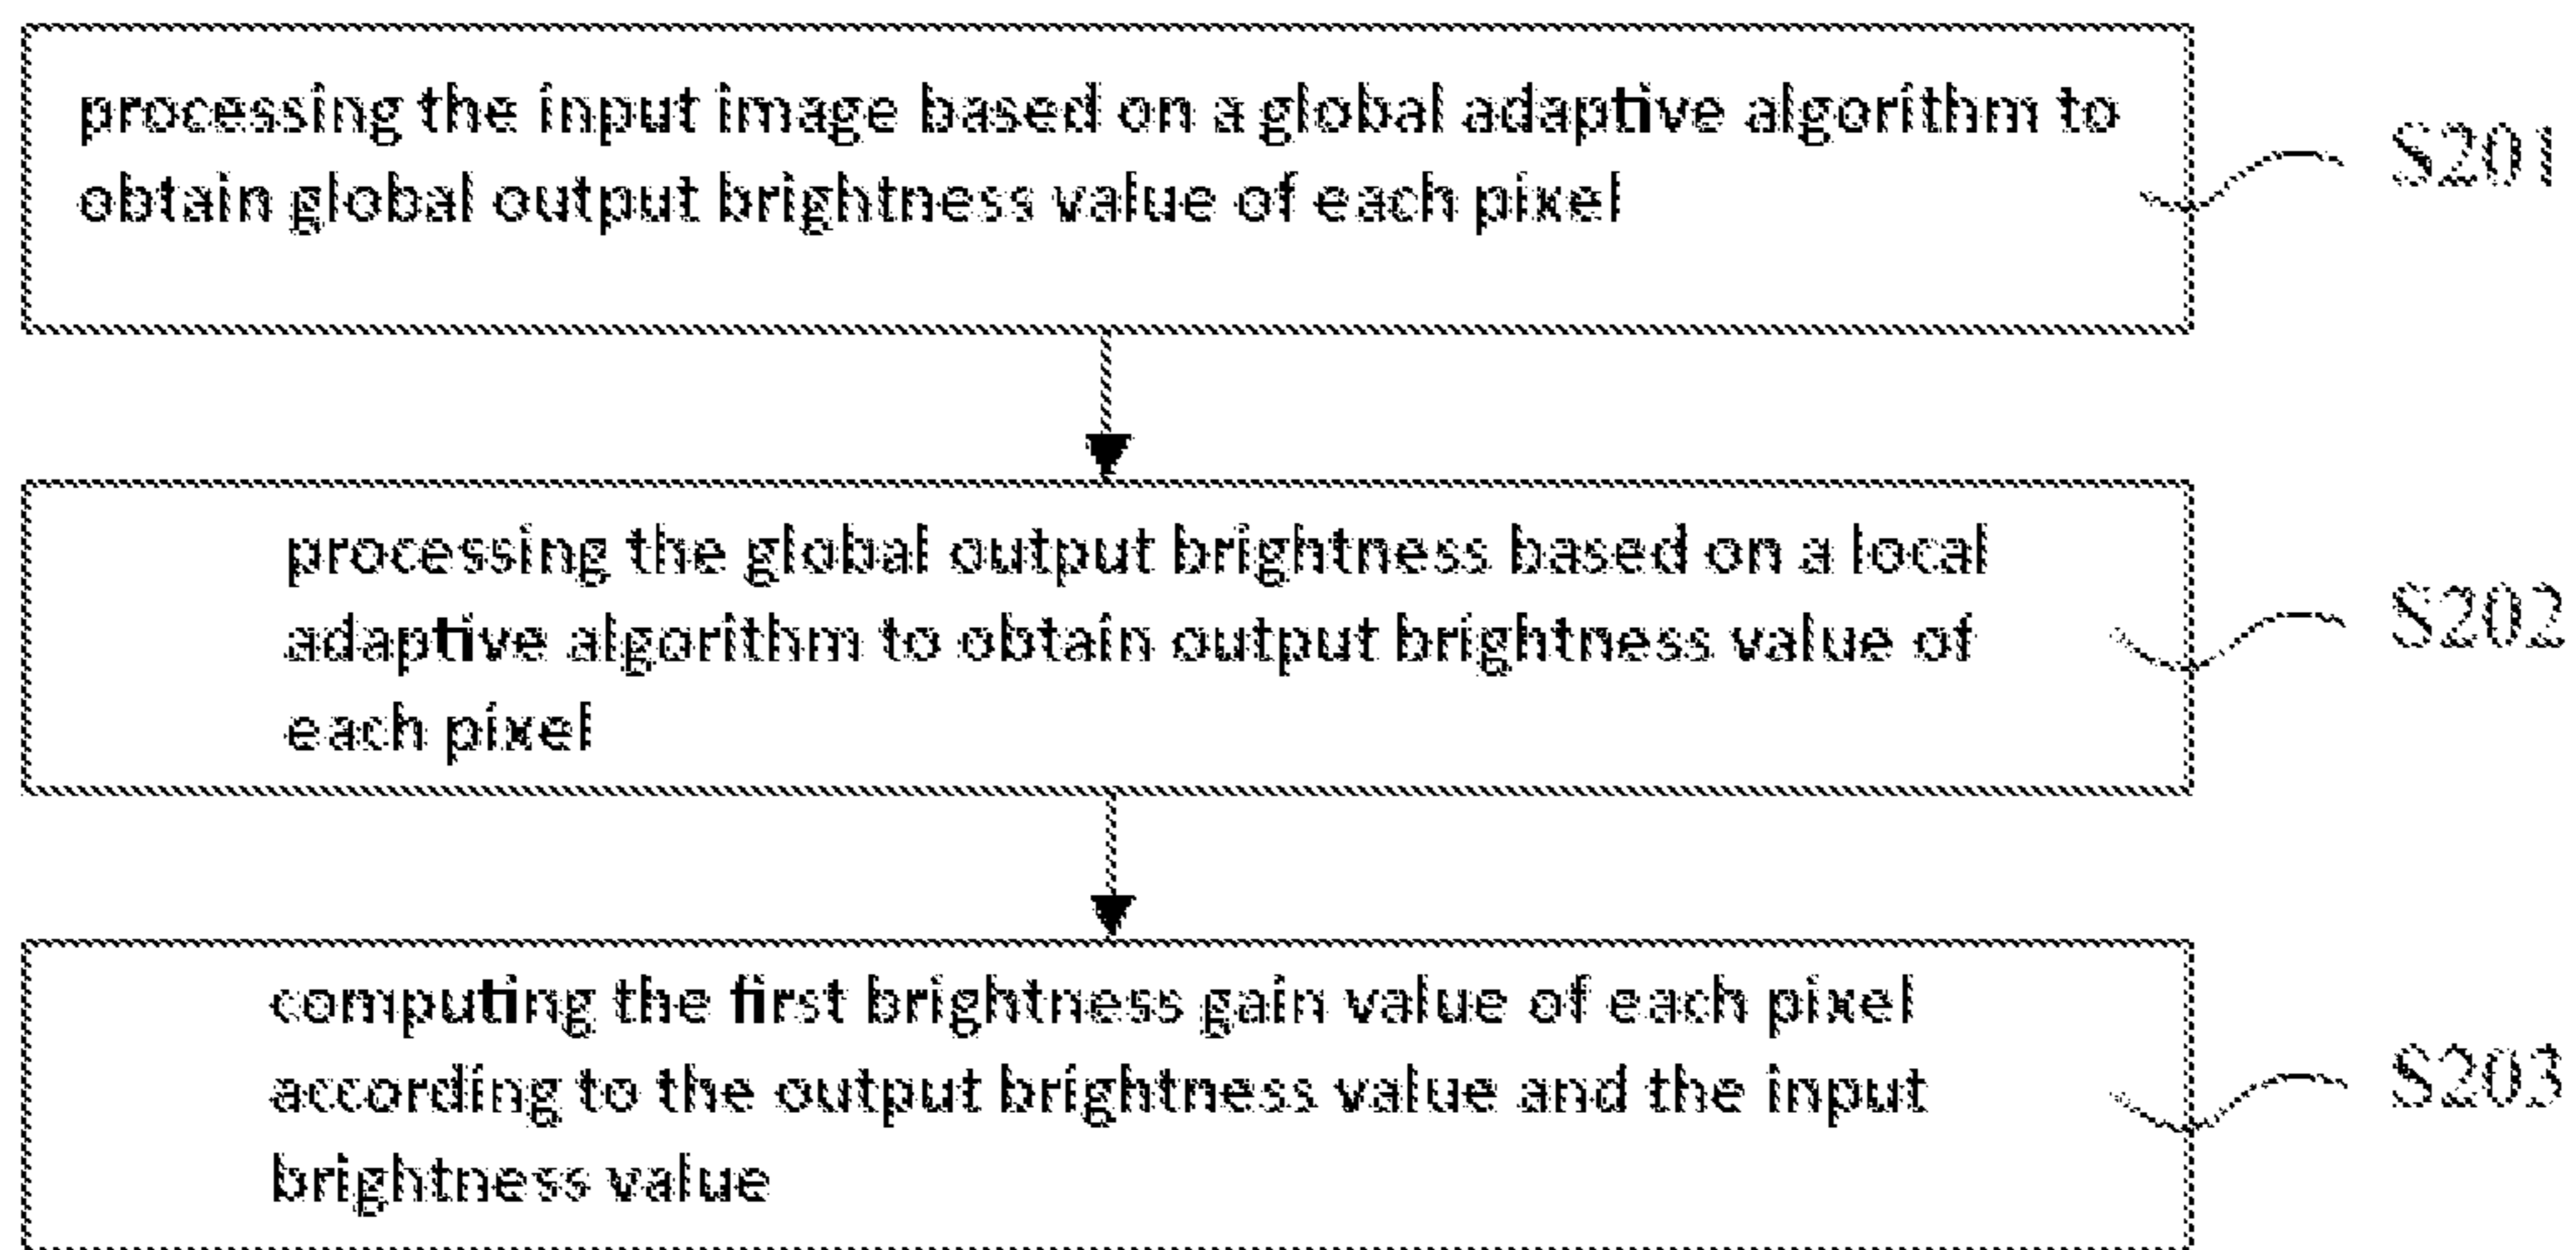 processing the input image based on a global adaptive algorithm to
obtain global output brightness value of each pixel
S201
processing the global output brightness based on a local
adaptive algorithm to obtain output brightness value of
each pixel
S202
computing the first brightness gain value of each pixel
according to the output brightness value and the input
brightness value
S203